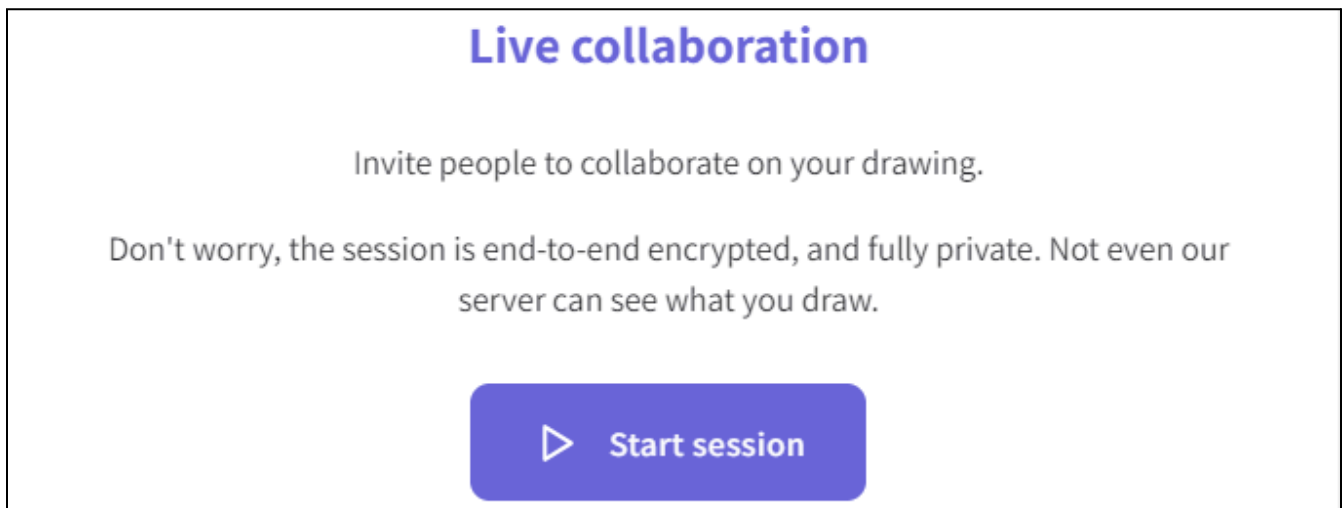 Live collaboration
Invite people to collaborate on your drawing.
Don't worry, the session is end-to-end encrypted, and fully private. Not even our
server can see what you draw.
Start session